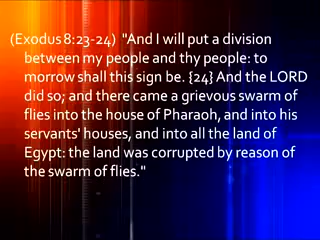 (Exodus 8:23-24)  "And I will put a division
between my people and thy people: to
morrow shall this sign be. {24} And the LORD
did so; and there came a grievous swarm of
flies into the house of Pharaoh, and into his
servants' houses, and into all the land of
Egypt: the land was corrupted by reason of
the swarm of flies."